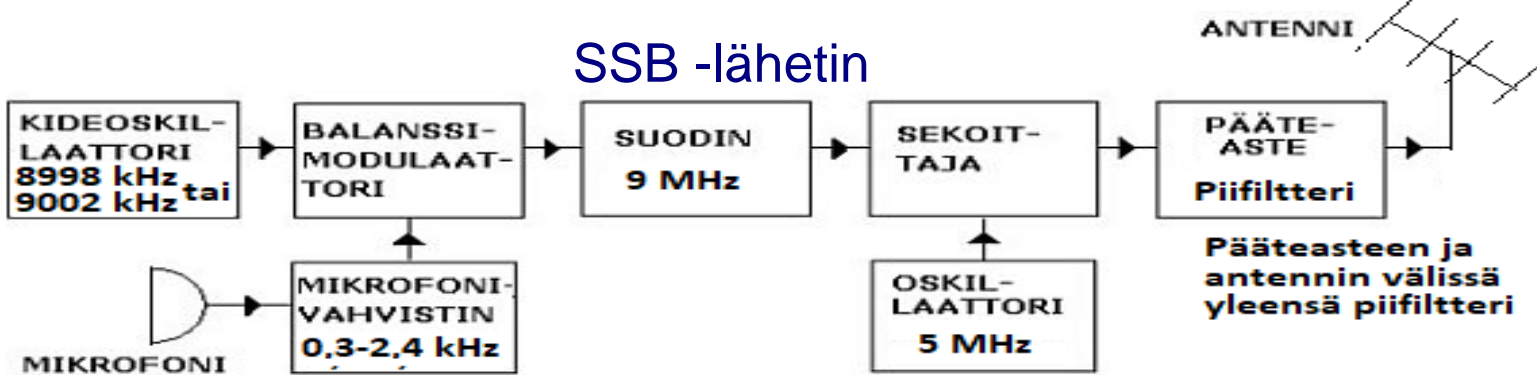 SSB -lähetin
ANTENNI
KIDEOSKIL-
LAATTORI
8998 kHz tai
9002 kHz
BALANSSI-
MODULAAT-
TORI
SUODIN
9 MHz
SEKOIT-
TAJA
PÄÄTE-
ASTE
Piifiltteri
MIKROFONI
MIKROFONI-
VAHVISTIN
0,3-2,4 kHz
OSKIL-
LAATTORI
5 MHz
Pääteasteen ja
antennin välissä
yleensä piifiltteri